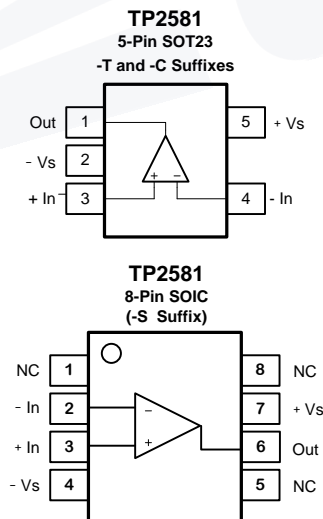 TP2581
5-Pin SOT23
-T and -C Suffixes
Out 1 5 + Vs
- Vs 2
+ In 3 4 - In
+ -
TP2581
8-Pin SOIC
(-S Suffix)
NC 1 8 NC
- In 2 - 7 + Vs
+ In 3 + 6 Out
- Vs 4 5 NC